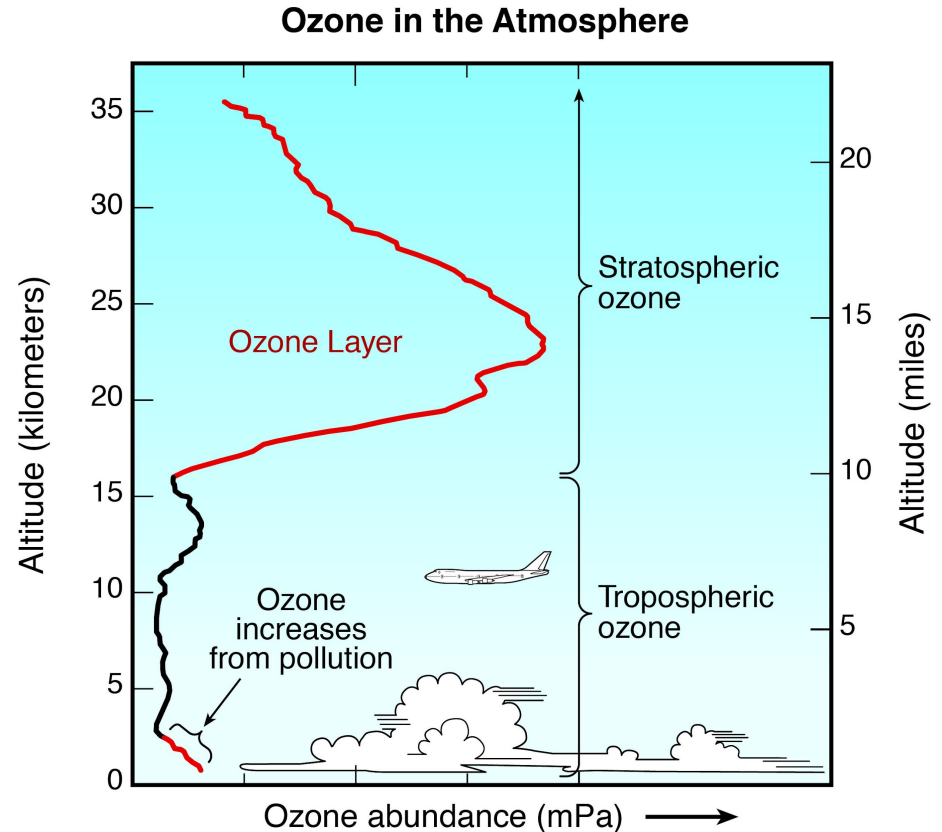 Ozone in the Atmosphere
Altitude (kilometers)
35
30
25
20
15
10
5
0
Ozone Layer
Ozone
increases
from pollution
Stratospheric
ozone
Tropospheric
ozone
20
15
10
5
Altitude (miles)
Ozone abundance (mPa)